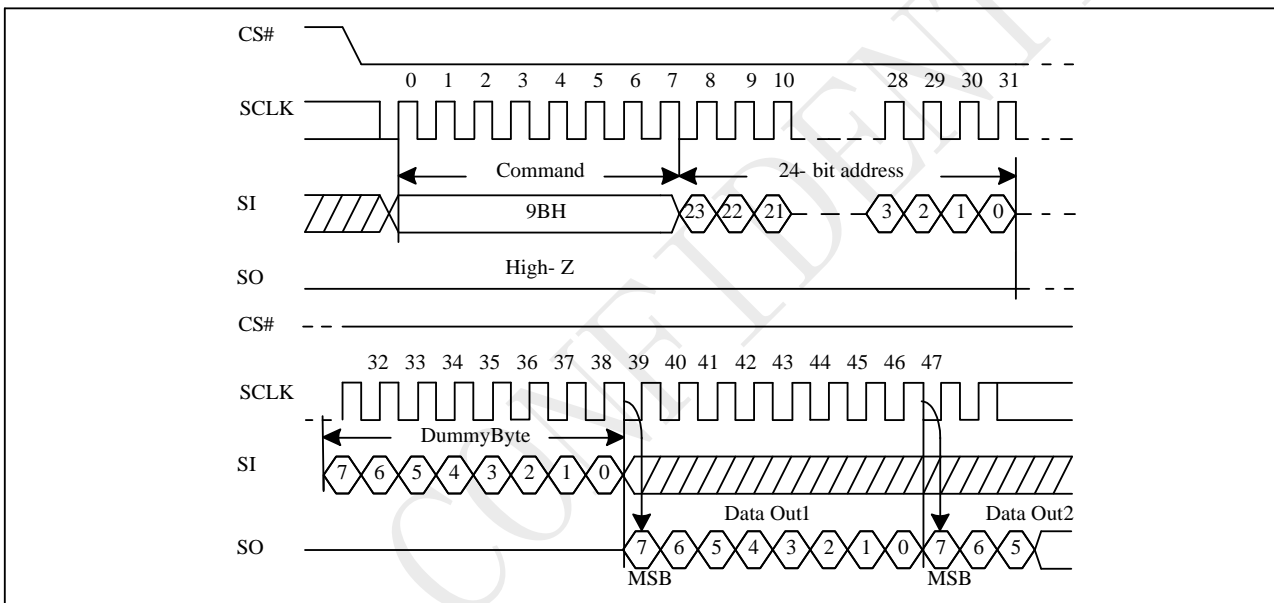 CS#
0 1 2 3 4 5 6 7 8 9 10 28 29 30 31
SCLK
Command 24- bit address
SI
9BH 23 22 21 3 2 1 0
High- Z
SO
CS#
32 33 34 35 36 37 38 39 40 41 42 43 44 45 46 47
SCLK
DummyByte
SI
7 6 5 4 3 2 1 0
Data Out1 Data Out2
SO
7 6 5 4 3 2 1 0 7 6 5
MSB MSB
CONFIDENT